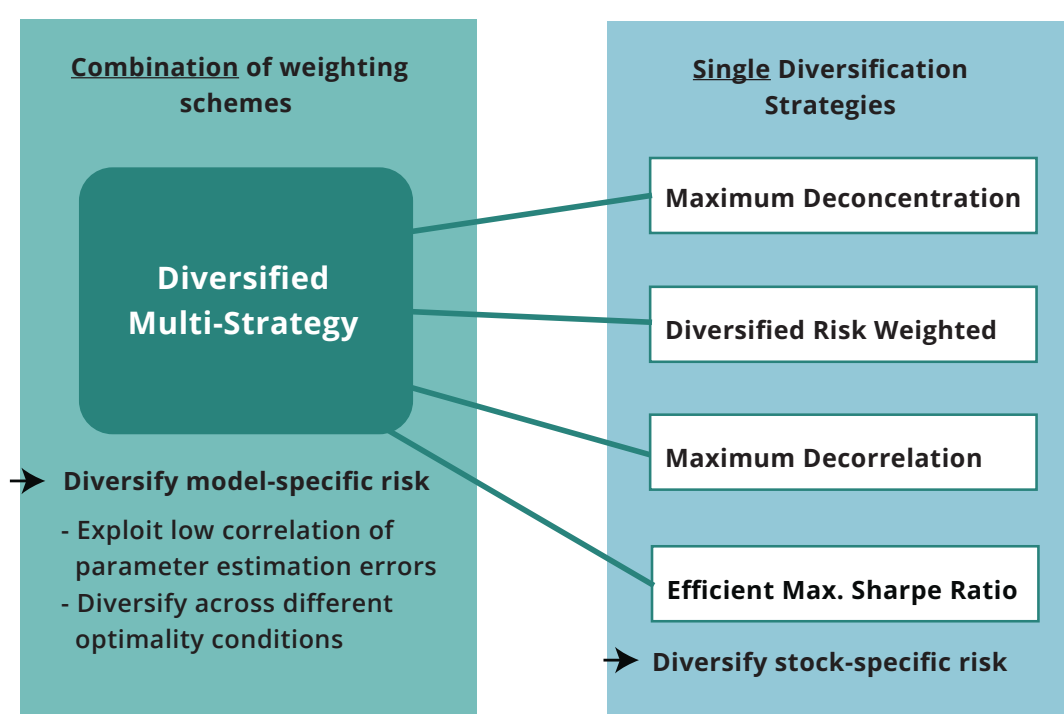 Combination of weighting
schemes
Diversified
Multi-Strategy
Diversify model-specific risk
- Exploit low correlation of
parameter estimation errors
- Diversify across different
optimality conditions
Single Diversification
Strategies
Maximum Deconcentration
Diversified Risk Weighted
Maximum Decorrelation
Efficient Max. Sharpe Ratio
Diversify stock-specific risk